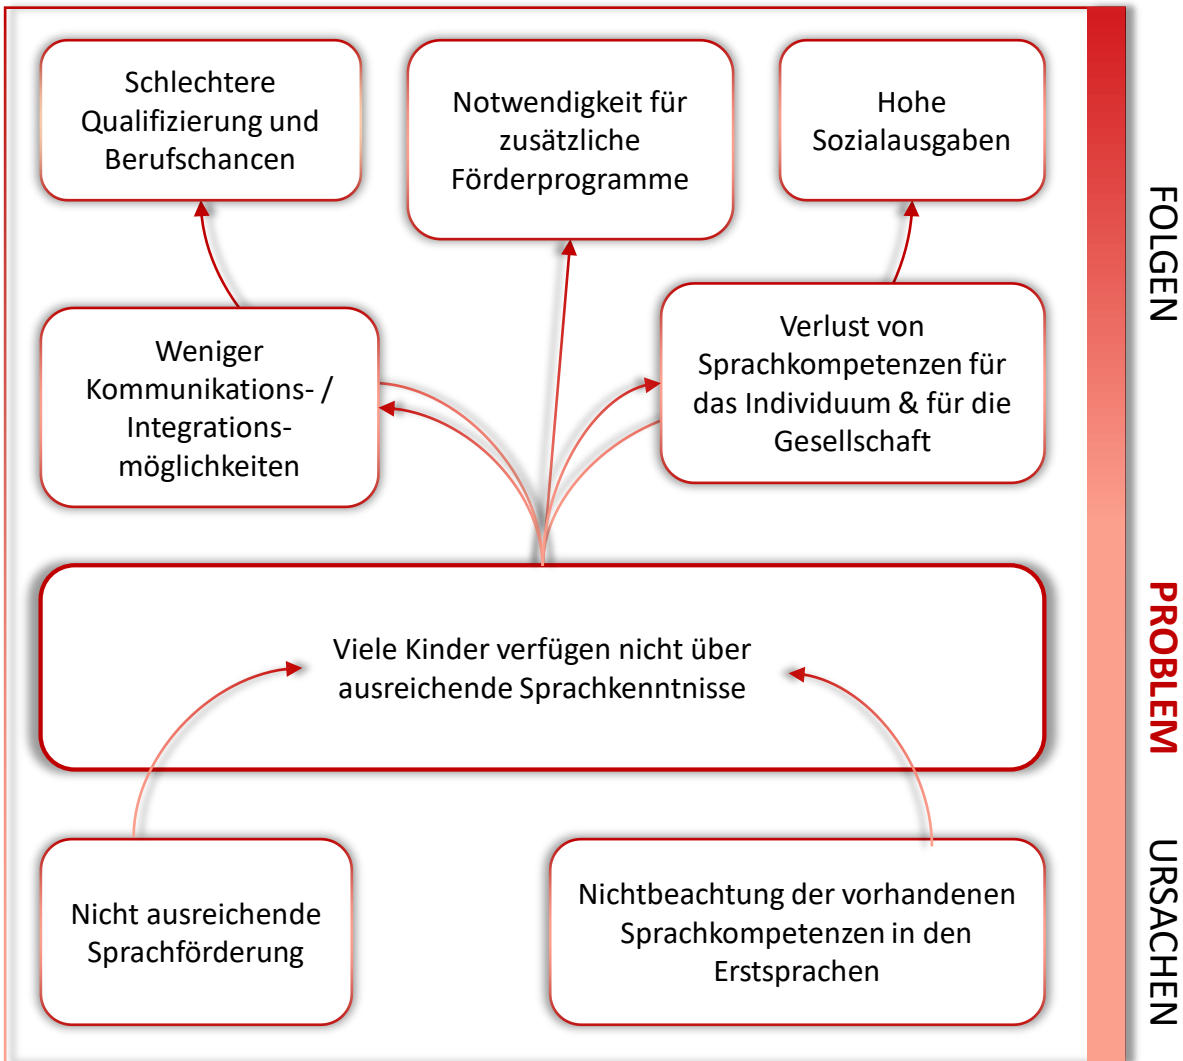 Schlechtere
Qualifizierung und
Berufschancen
Notwendigkeit für
zusätzliche
Förderprogramme
Hohe
Sozialausgaben
FOLGEN
Weniger
Kommunikations- /
Integrations-
möglichkeiten
Verlust von
Sprachkompetenzen für
das Individuum & für die
Gesellschaft
PROBLEM
Viele Kinder verfügen nicht über
ausreichende Sprachkenntnisse
URSACHEN
Nicht ausreichende
Sprachförderung
Nichtbeachtung der vorhandenen
Sprachkompetenzen in den
Erstsprachen